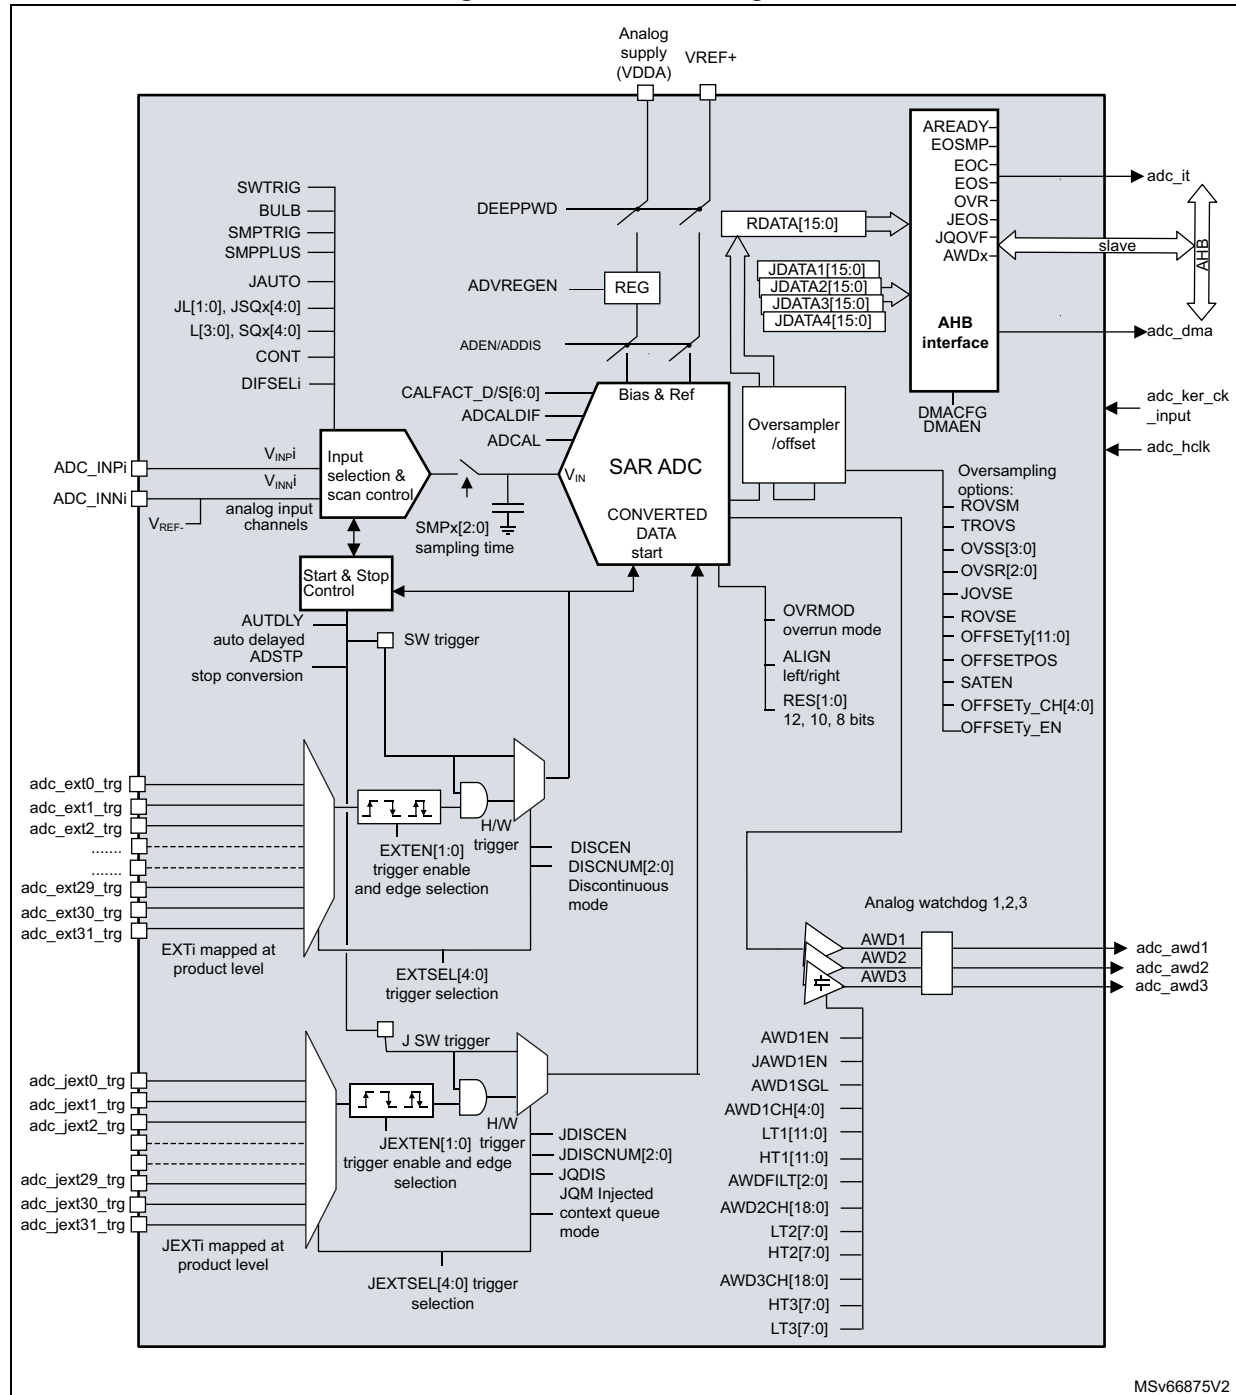 Analog
supply
(VDDA)
VREF+
AREADY
EOSMP
EOC
EOS
OVR
JEOS
JQOVF
AWDx
AHB
interface
adc_it
slave
AHB
adc_dma
DMACFG
DMAEN
adc_ker_ck
_input
adc_hclk
SWTRIG
BULB
SMPTRIG
SMPPLUS
JAUTO
JL[1:0], JSQx[4:0]
L[3:0], SQx[4:0]
CONT
DIFSELi
DEEPPWD
ADVREGEN
REG
ADEN/ADDIS
RDATA[15:0]
JDATA1[15:0]
JDATA2[15:0]
JDATA3[15:0]
JDATA4[15:0]
CALFACT_D/S[6:0]
ADCALDIF
ADCAL
Bias & Ref
SAR ADC
VIN
CONVERTED
DATA
start
Oversampler
/offset
ADC_INPi
ADC_INNi
VINPi
VINNi
VREF-
analog input
channels
Input
selection &
scan control
SMPx[2:0]
sampling time
Start & Stop
Control
AUTDLY
auto delayed
ADSTP
stop conversion
SW trigger
OVRMOD
overrun mode
ALIGN
left/right
RES[1:0]
12, 10, 8 bits
Oversampling
options:
ROVSM
TROVS
OVSS[3:0]
OVSR[2:0]
JOVSE
ROVSE
OFFSETy[11:0]
OFFSETPOS
SATEN
OFFSETy_CH[4:0]
OFFSETy_EN
adc_ext0_trg
adc_ext1_trg
adc_ext2_trg
.......
.......
adc_ext29_trg
adc_ext30_trg
adc_ext31_trg
EXTi mapped at
product level
H/W
trigger
EXTEN[1:0]
trigger enable
and edge selection
DISCEN
DISCNUM[2:0]
Discontinuous
mode
EXTSEL[4:0]
trigger selection
Analog watchdog 1,2,3
AWD1
AWD2
AWD3
adc_awd1
adc_awd2
adc_awd3
J SW trigger
adc_jext0_trg
adc_jext1_trg
adc_jext2_trg
adc_jext29_trg
adc_jext30_trg
adc_jext31_trg
JEXTi mapped at
product level
H/W
trigger
JEXTEN[1:0]
trigger enable and edge
selection
JDISCEN
JDISCNUM[2:0]
JQDIS
JQM Injected
context queue
mode
JEXTSEL[4:0] trigger
selection
AWD1EN
JAWD1EN
AWD1SGL
AWD1CH[4:0]
LT1[11:0]
HT1[11:0]
AWDFILT[2:0]
AWD2CH[18:0]
LT2[7:0]
HT2[7:0]
AWD3CH[18:0]
HT3[7:0]
LT3[7:0]
MSv66875V2